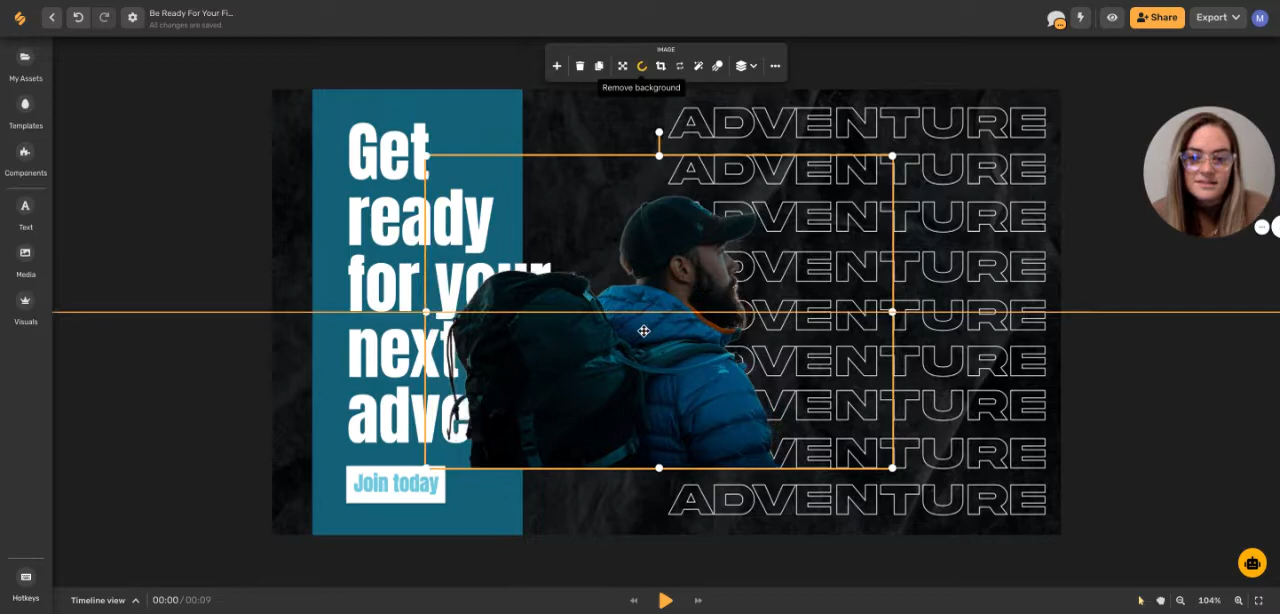 Be Ready For Your Fi...
All changes are saved.
Share
Export
M
My Assets
Templates
Components
A
Text
Media
Visuals
Hotkeys
IMAGE
Remove background
Get
ready
for your
next
adve
Join today
ADVENTURE
ADVENTURE
ADVENTURE
DVENTURE
DVENTURE
DVENTURE
DVENTURE
VENTURE
ADVENTURE
Timeline view
00:00 / 00:09
104%